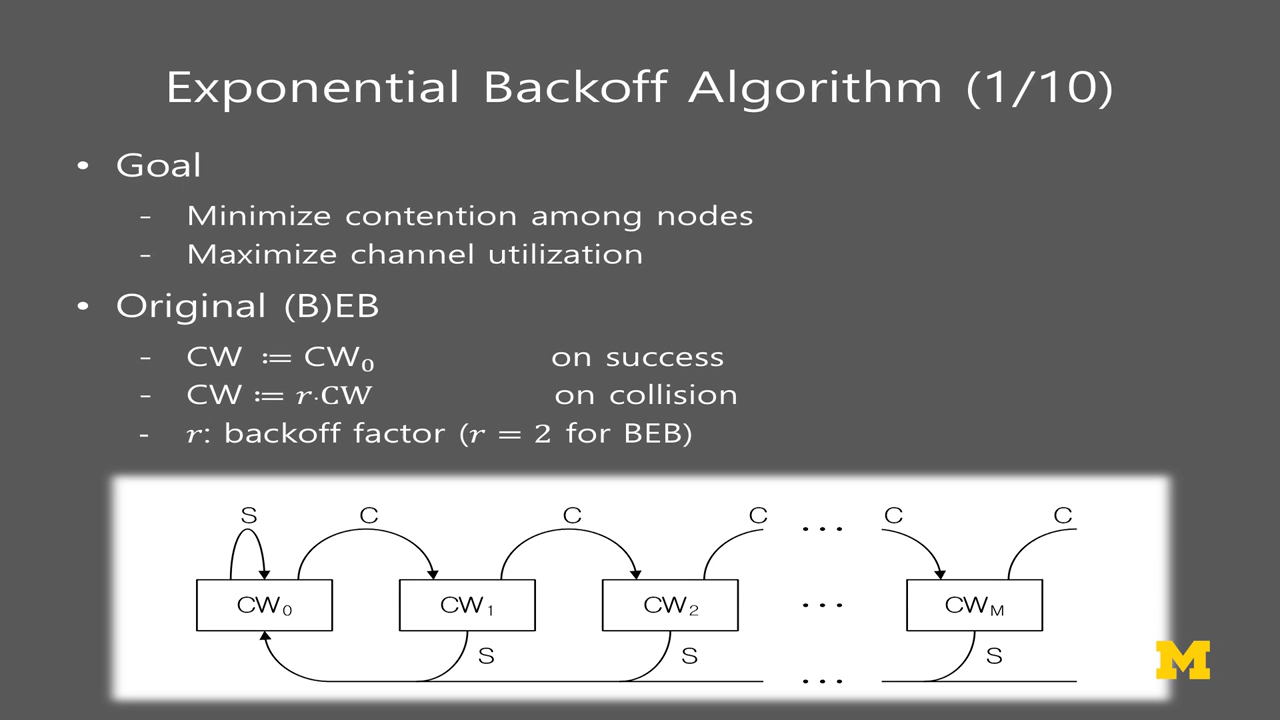 Exponential Backoff Algorithm (1/10)
• Goal
- Minimize contention among nodes
- Maximize channel utilization
• Original (B)EB
- CW := CW₀ on success
- CW := r·CW on collision
- r: backoff factor (r = 2 for BEB)
S C C C ... C C
CW₀ CW₁ CW₂ ... CW_M
S S ... S
M